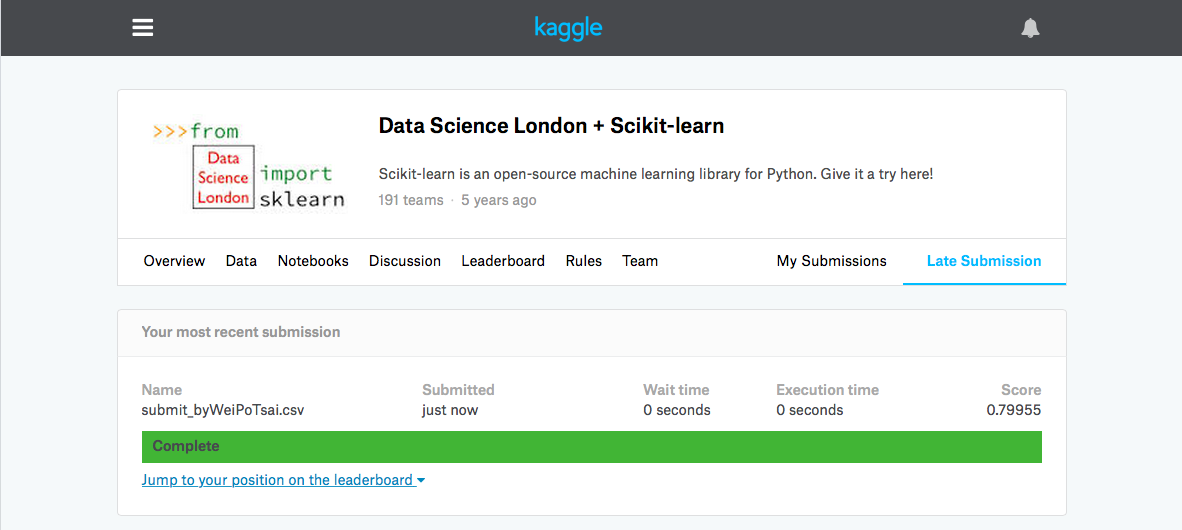 kaggle
>>>from
Data
Science
London
import
sklearn
Data Science London + Scikit-learn
Scikit-learn is an open-source machine learning library for Python. Give it a try here!
191 teams · 5 years ago
Overview Data Notebooks Discussion Leaderboard Rules Team My Submissions Late Submission
Your most recent submission
Name Submitted Wait time Execution time Score
submit_byWeiPoTsai.csv just now 0 seconds 0 seconds 0.79955
Complete
Jump to your position on the leaderboard